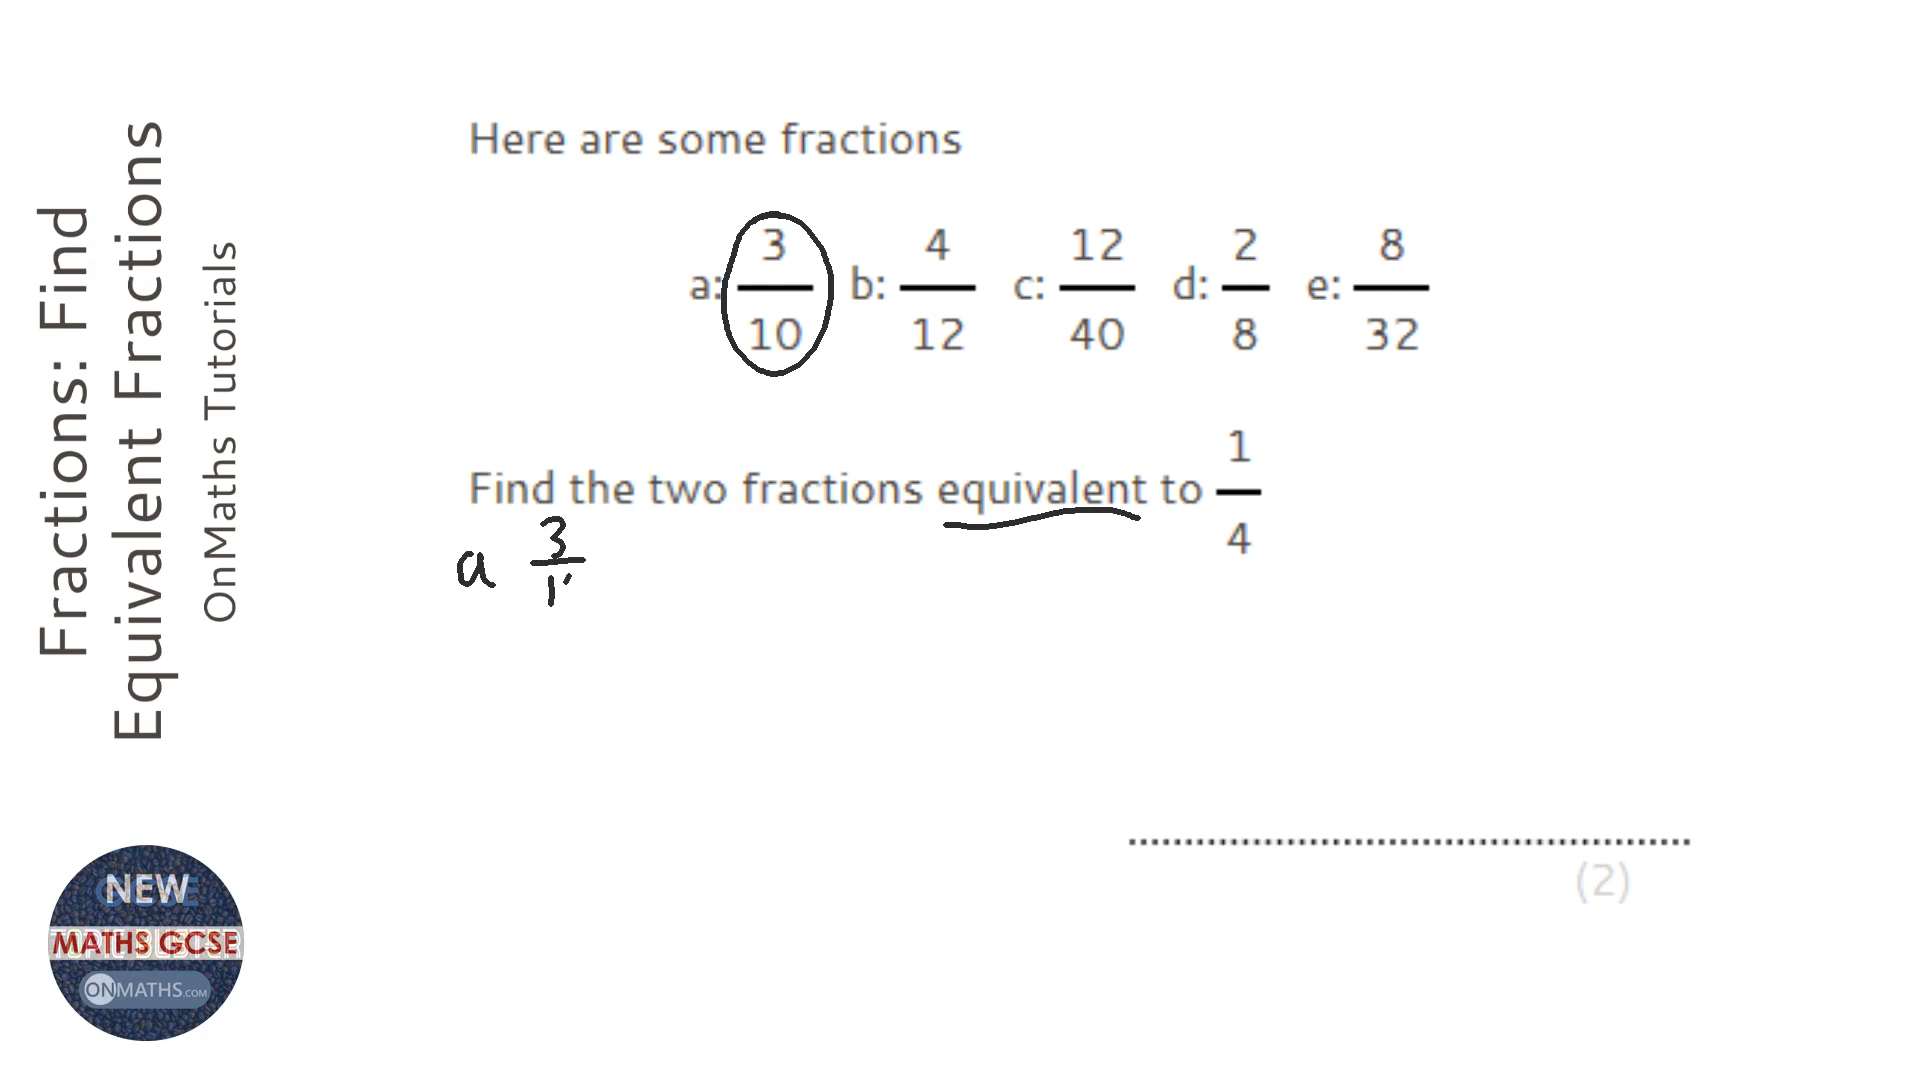 Fractions: Find
Equivalent Fractions
OnMaths Tutorials
Here are some fractions
a: 3/10 b: 4/12 c: 12/40 d: 2/8 e: 8/32
Find the two fractions equivalent to 1/4
a 3/1
(2)
NEW
MATHS GCSE
ONMATHS.COM